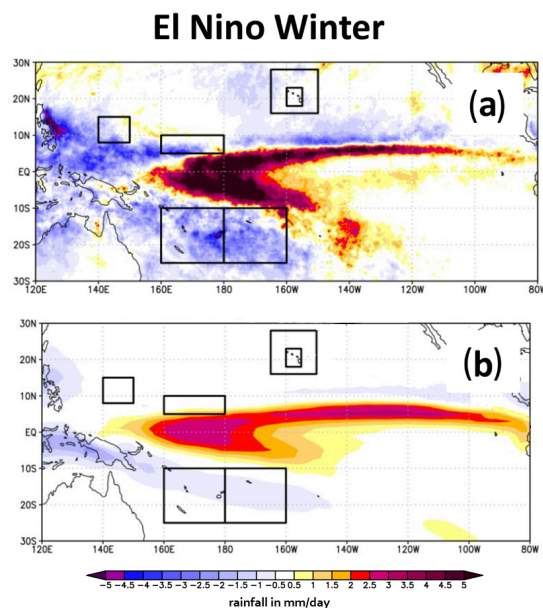 El Nino Winter
(a)
30N
20N
10N
EQ
10S
20S
30S
120E 140E 160E 180 160W 140W 120W 100W 80W
(b)
30N
20N
10N
EQ
10S
20S
30S
120E 140E 160E 180 160W 140W 120W 100W 80W
-5 -4.5 -4 -3.5 -3 -2.5 -2 -1.5 -1 -0.5 0.5 1 1.5 2 2.5 3 3.5 4 4.5 5
rainfall in mm/day